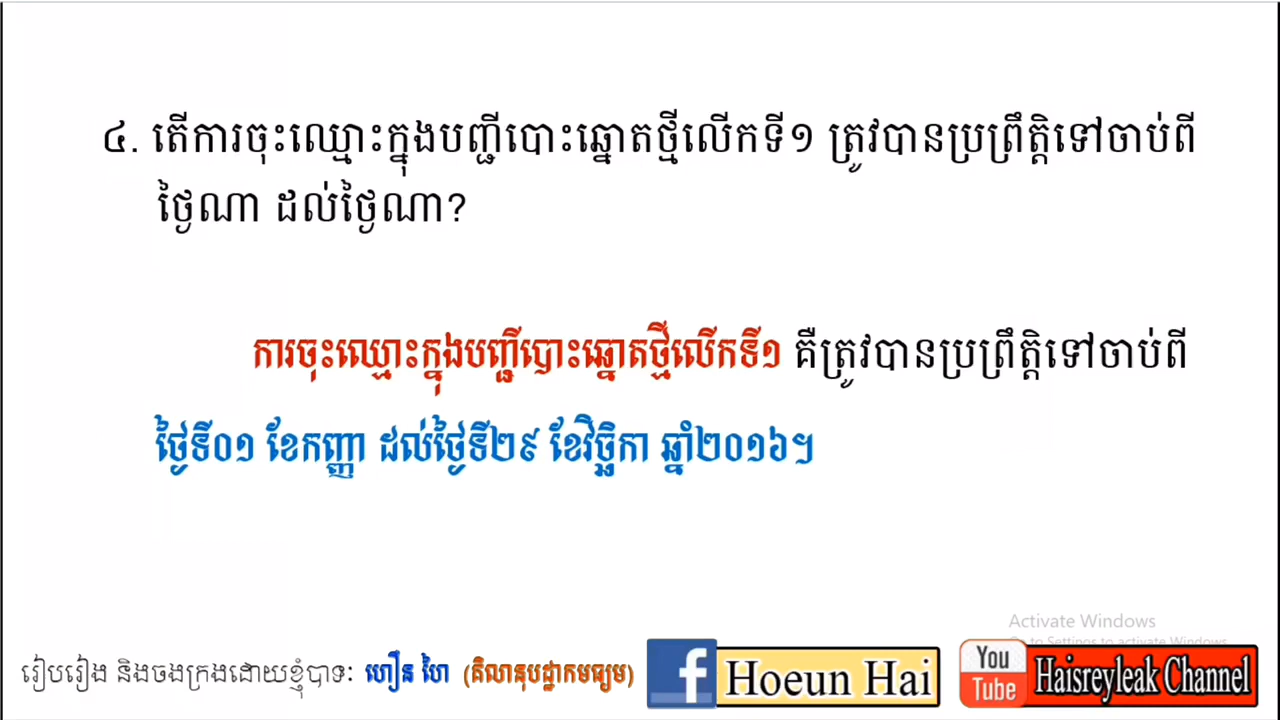 ៤. តើការចុះឈ្មោះក្នុងបញ្ជីបោះឆ្នោតថ្មីលើកទី១ ត្រូវបានប្រព្រឹត្តិទៅចាប់ពី
ថ្ងៃណា ដល់ថ្ងៃណា?
ការចុះឈ្មោះក្នុងបញ្ជីបោះឆ្នោតថ្មីលើកទី១ គឺត្រូវបានប្រព្រឹត្តិទៅចាប់ពី
ថ្ងៃទី០១ ខែកញ្ញា ដល់ថ្ងៃទី២៩ ខែវិច្ឆិកា ឆ្នាំ២០១៦។
Activate Windows
Go to Settings to activate Windows.
រៀបរៀង និងចងក្រងដោយខ្ញុំបាទៈ ហឿន ហៃ (គិលានុបដ្ឋាកមធ្យម) f Hoeun Hai You Tube Haisreyleak Channel